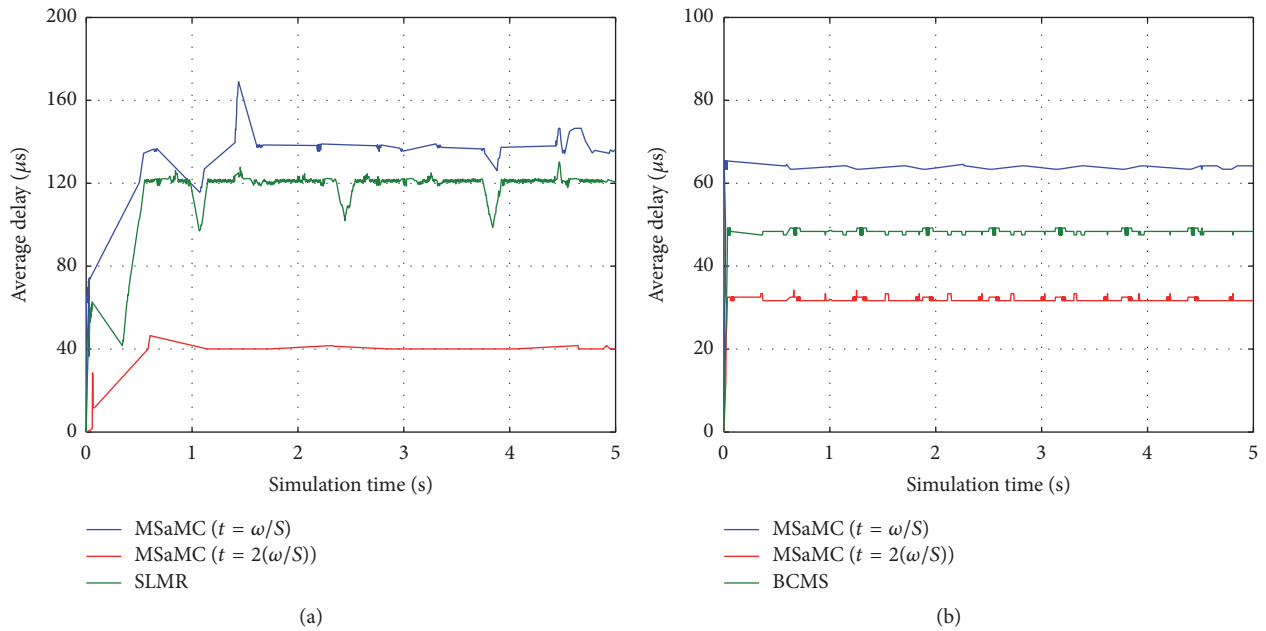 200
160
120
80
40
0
Average delay (μs)
0 1 2 3 4 5
Simulation time (s)
MSaMC (t = ω/S)
MSaMC (t = 2(ω/S))
SLMR
(a)
100
80
60
40
20
0
Average delay (μs)
0 1 2 3 4 5
Simulation time (s)
MSaMC (t = ω/S)
MSaMC (t = 2(ω/S))
BCMS
(b)